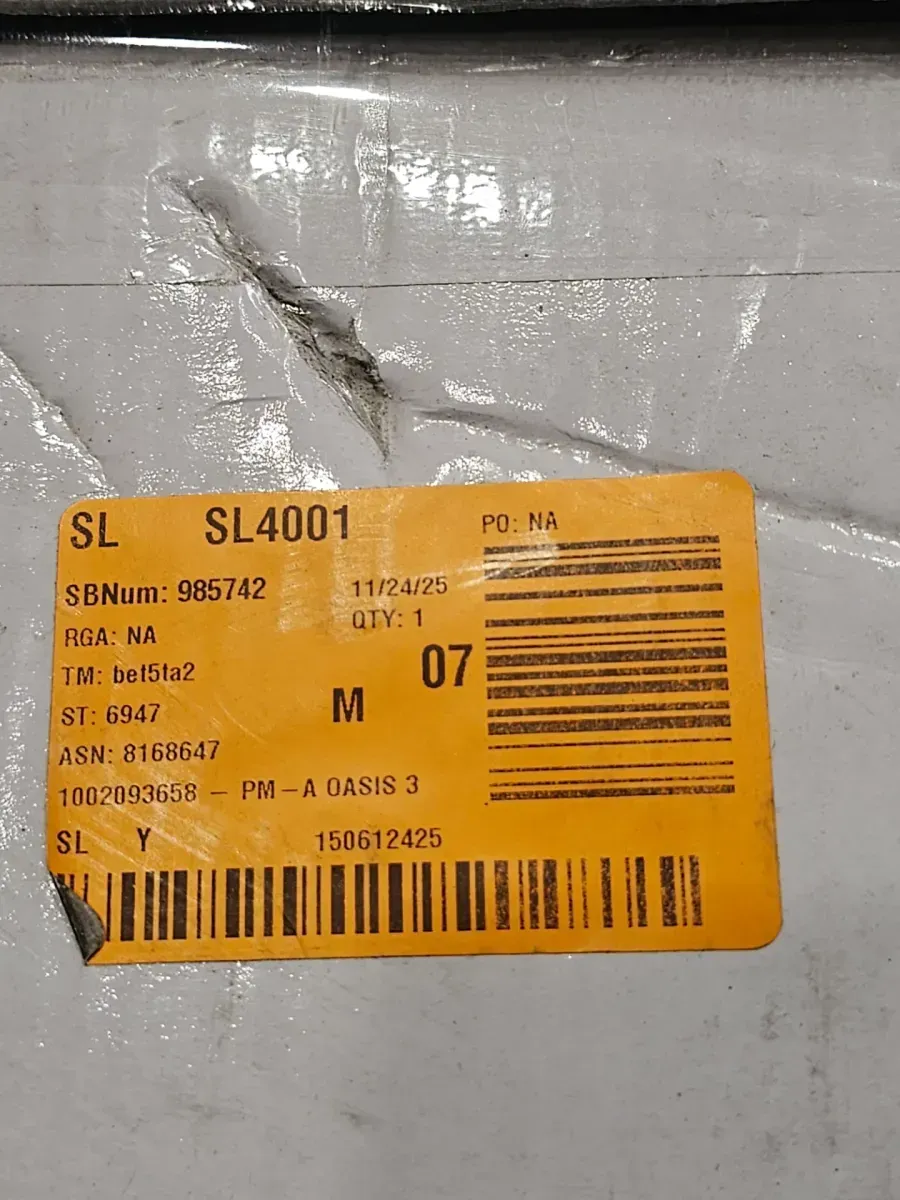 SL SL4001 PO: NA
SBNum: 985742 11/24/25
QTY: 1
RGA: NA
TM: bet5ta2 07
ST: 6947 M
ASN: 8168647
1002093658 – PM–A OASIS 3
SL Y 150612425